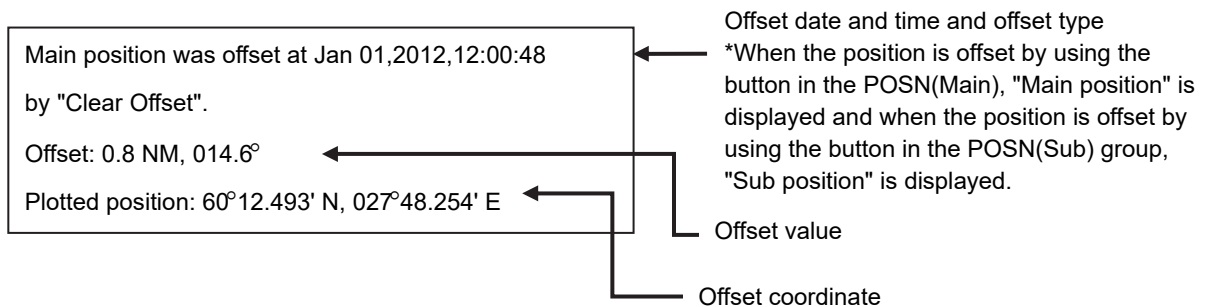 Main position was offset at Jan 01,2012,12:00:48
by "Clear Offset".
Offset: 0.8 NM, 014.6°
Plotted position: 60°12.493' N, 027°48.254' E
Offset date and time and offset type
*When the position is offset by using the
button in the POSN(Main), "Main position" is
displayed and when the position is offset by
using the button in the POSN(Sub) group,
"Sub position" is displayed.
Offset value
Offset coordinate